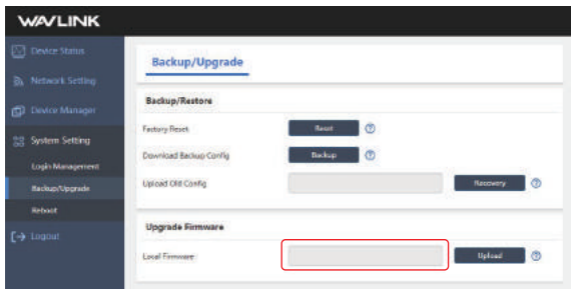 WAVLINK
Device Status
Network Setting
Device Manager
System Setting
Login Management
Backup/Upgrade
Reboot
Logout
Backup/Upgrade
Backup/Restore
Factory Reset
Reset
Download Backup Config
Backup
Upload Old Config
Recovery
Upgrade Firmware
Local Firmware
Upload